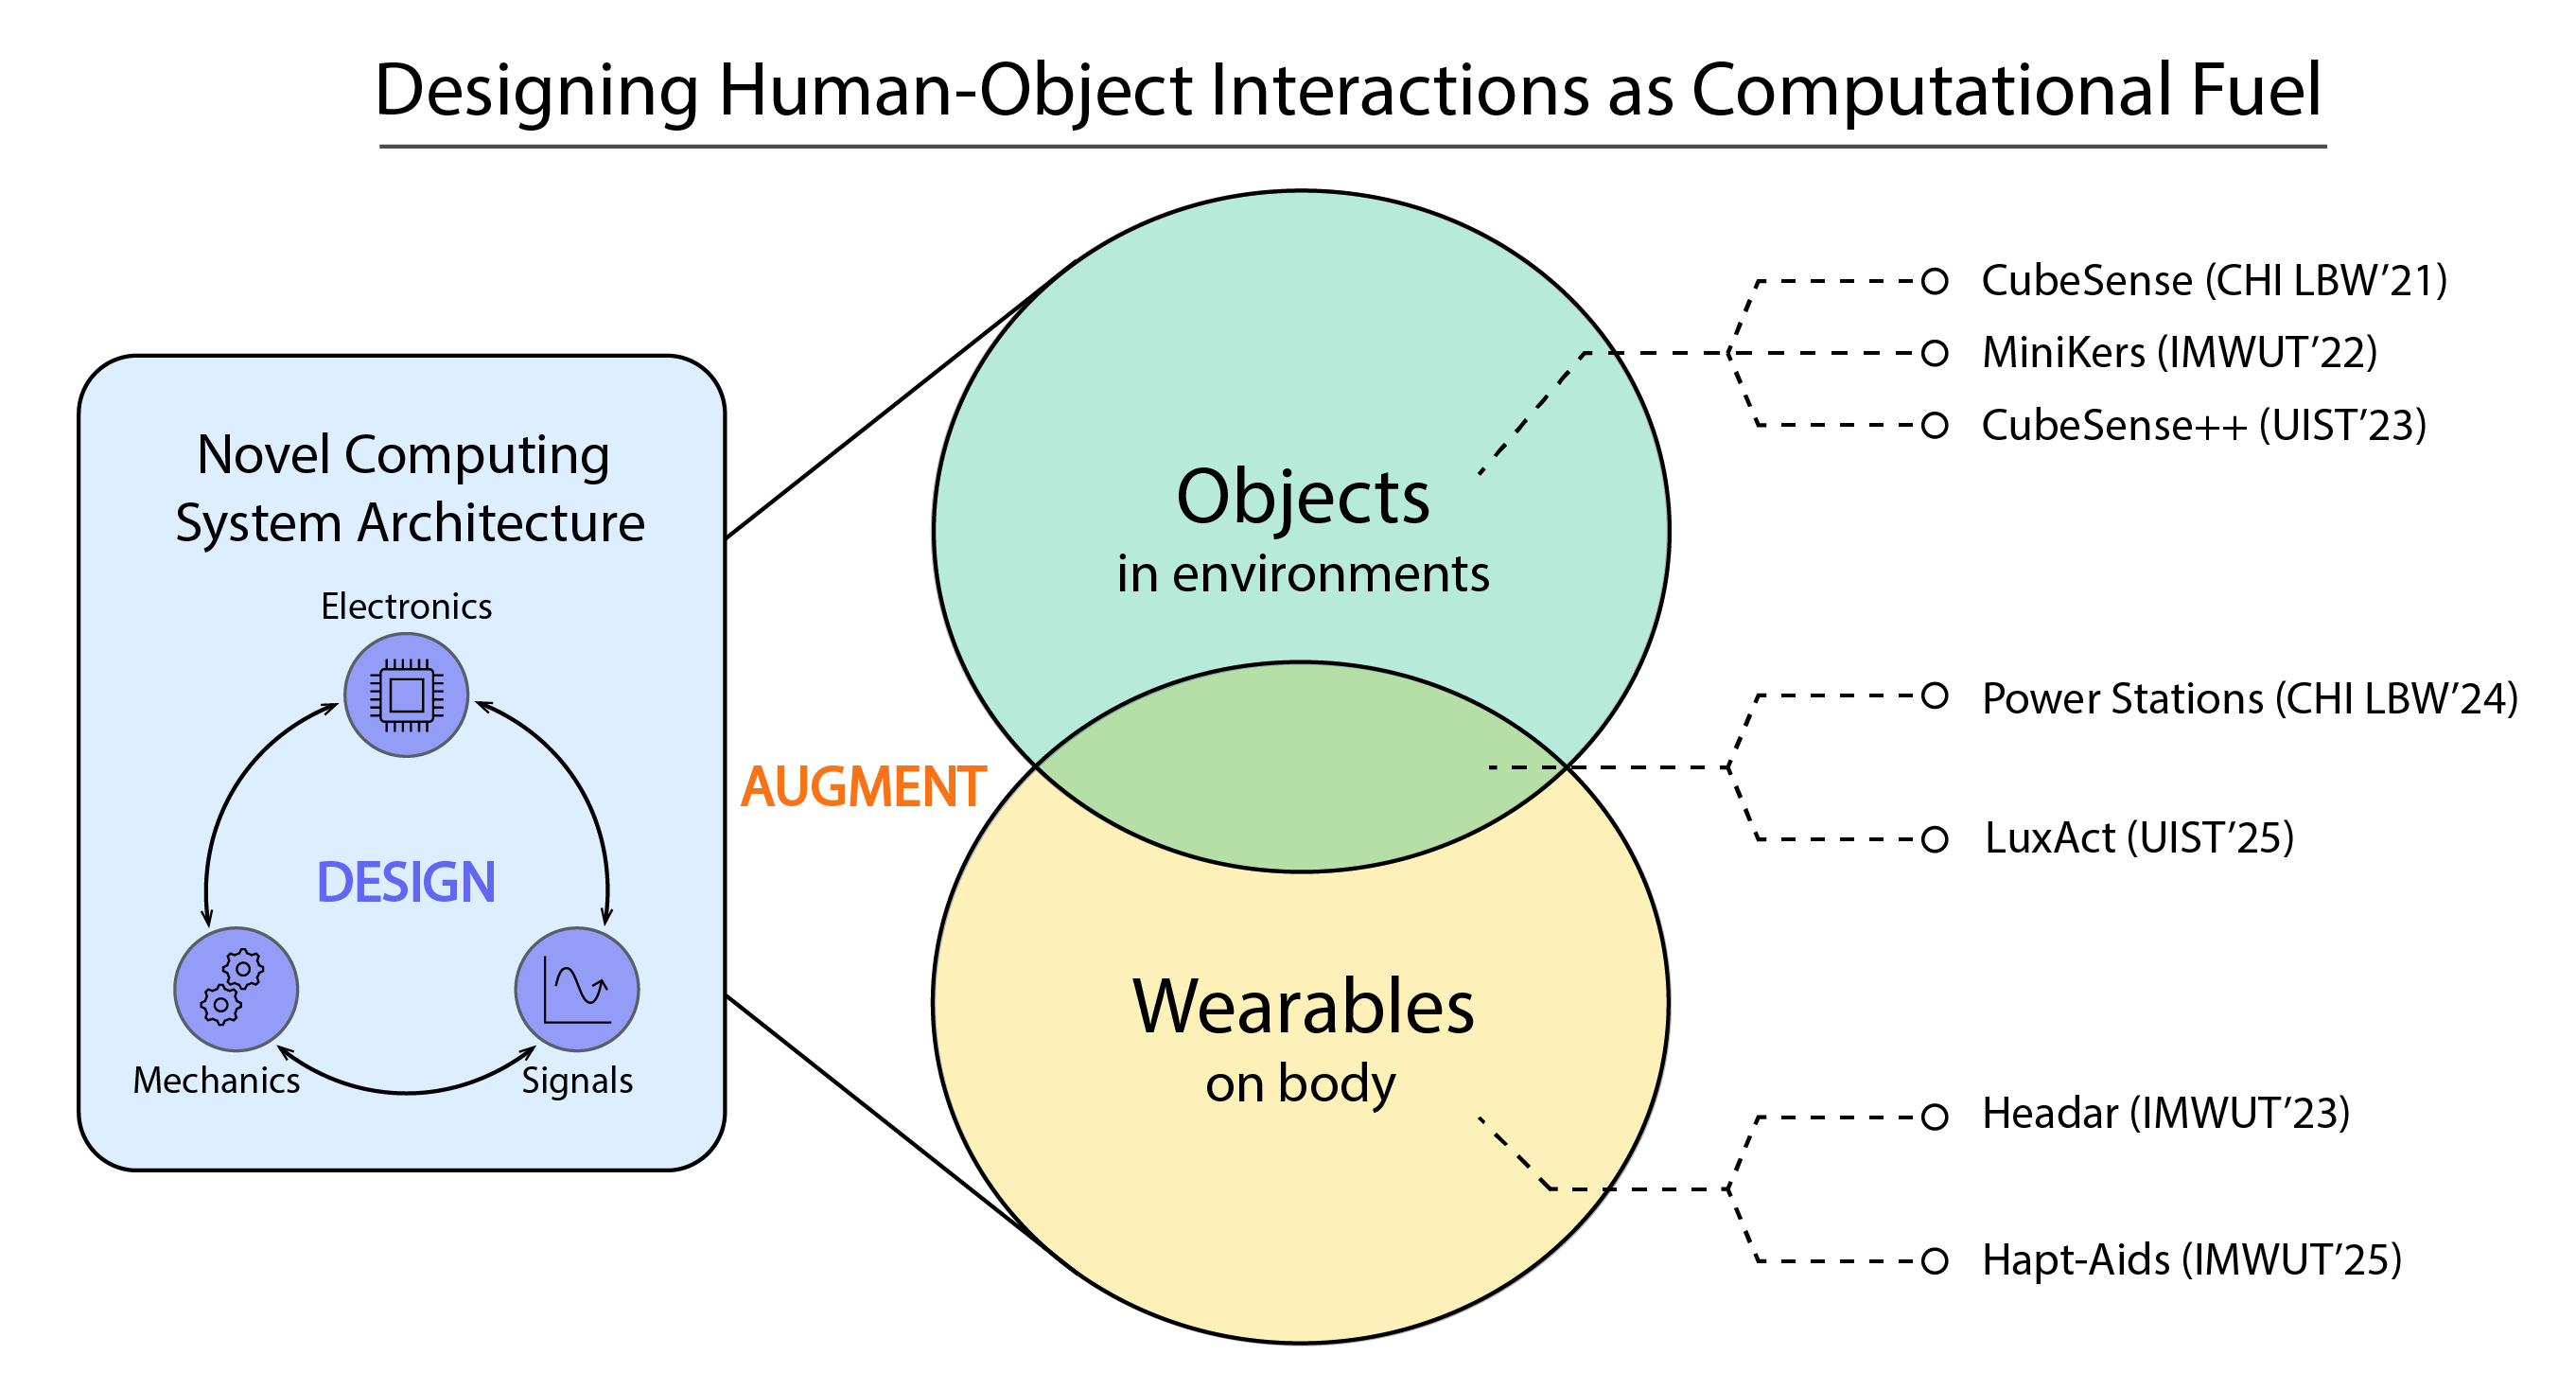 Designing Human-Object Interactions as Computational Fuel
Novel Computing
System Architecture
Electronics
DESIGN
Mechanics
Signals
AUGMENT
Objects
in environments
Wearables
on body
CubeSense (CHI LBW’21)
MiniKers (IMWUT’22)
CubeSense++ (UIST’23)
Power Stations (CHI LBW’24)
LuxAct (UIST’25)
Headar (IMWUT’23)
Hapt-Aids (IMWUT’25)